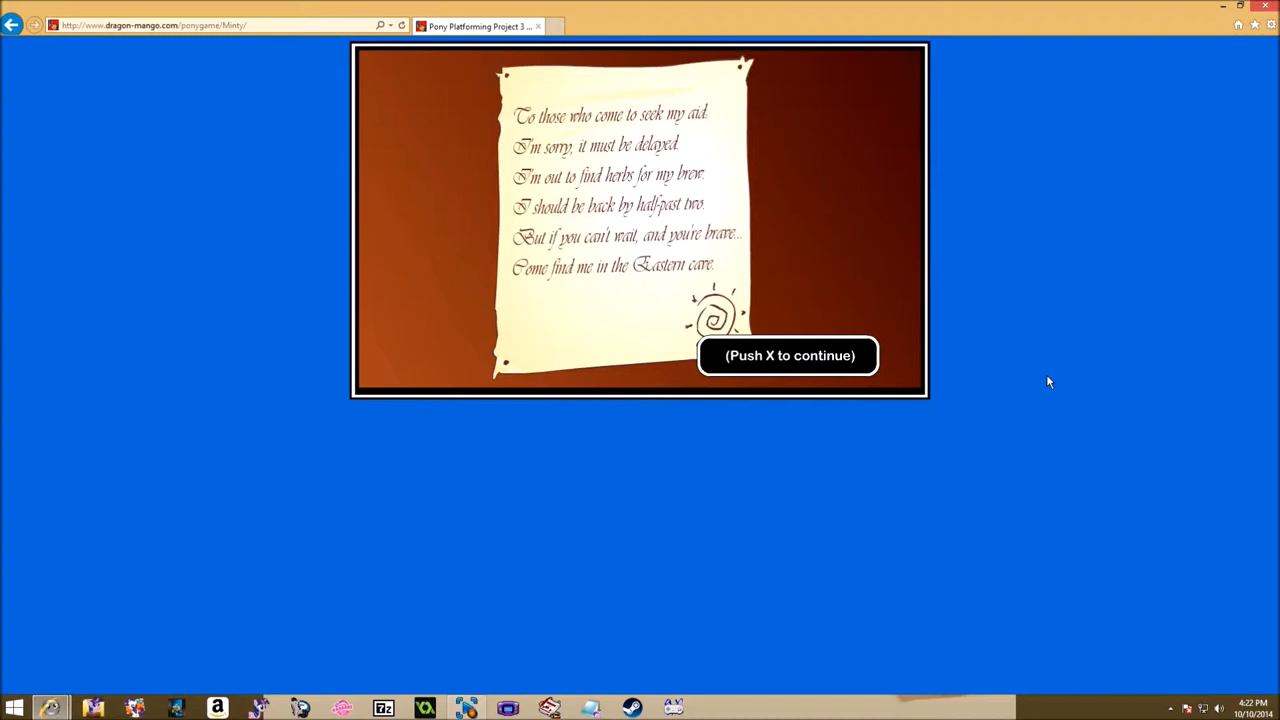 http://www.dragon-mango.com/ponygame/Minty/
Pony Platforming Project 3 ...
To those who come to seek my aid:
I'm sorry, it must be delayed.
I'm out to find herbs for my brew.
I should be back by half-past two.
But if you can't wait, and you're brave...
Come find me in the Eastern cave.
(Push X to continue)
a
7z
4:22 PM
10/10/2014